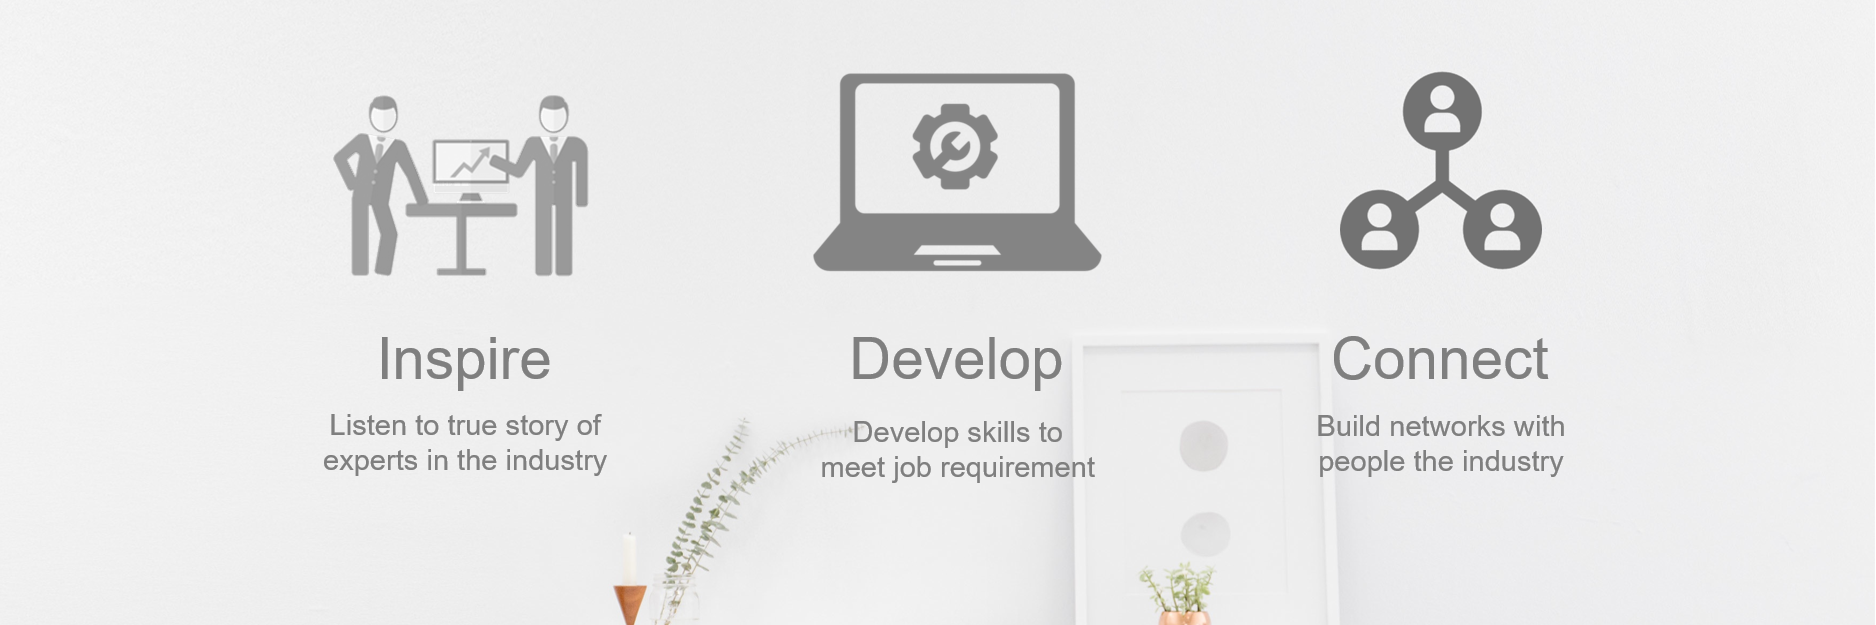 Inspire
Listen to true story of
experts in the industry
Develop
Develop skills to
meet job requirement
Connect
Build networks with
people the industry